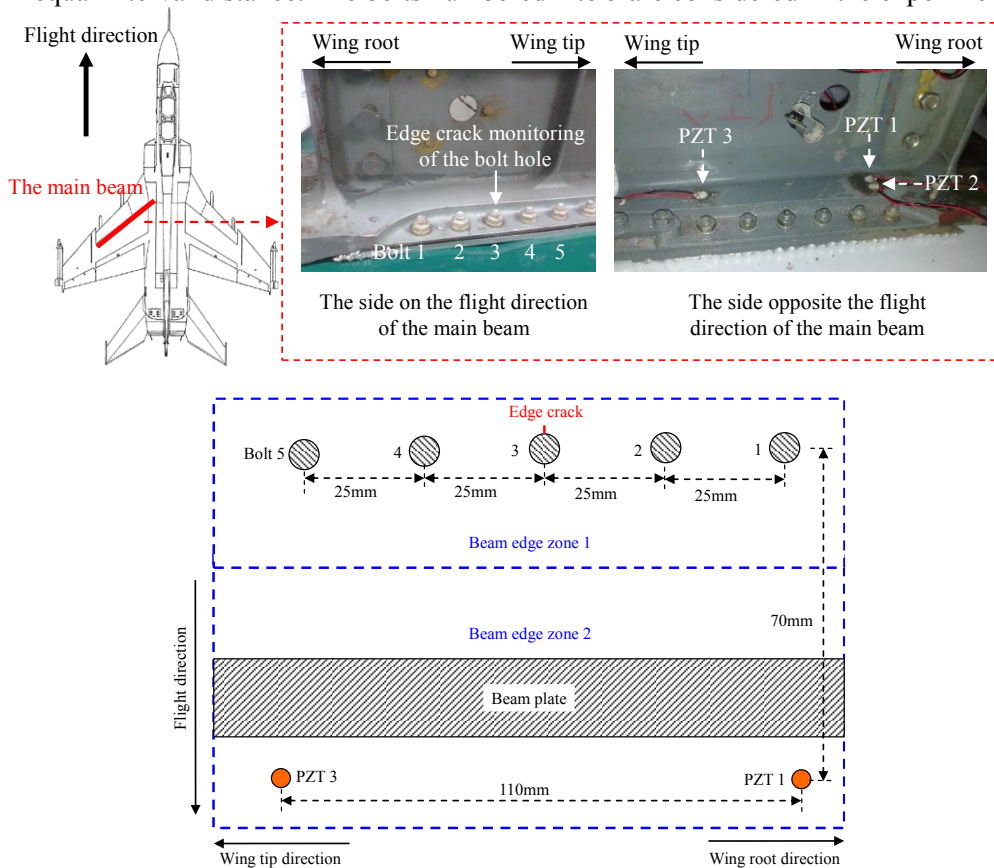 Flight direction
The main beam
Wing root
Wing tip
Edge crack monitoring
of the bolt hole
Bolt 1
2
3
4
5
The side on the flight direction
of the main beam
Wing tip
Wing root
PZT 3
PZT 1
PZT 2
The side opposite the flight
direction of the main beam
Edge crack
Bolt 5
4
3
2
1
25mm
25mm
25mm
25mm
Beam edge zone 1
Beam edge zone 2
70mm
Flight direction
Beam plate
PZT 3
PZT 1
110mm
Wing tip direction
Wing root direction